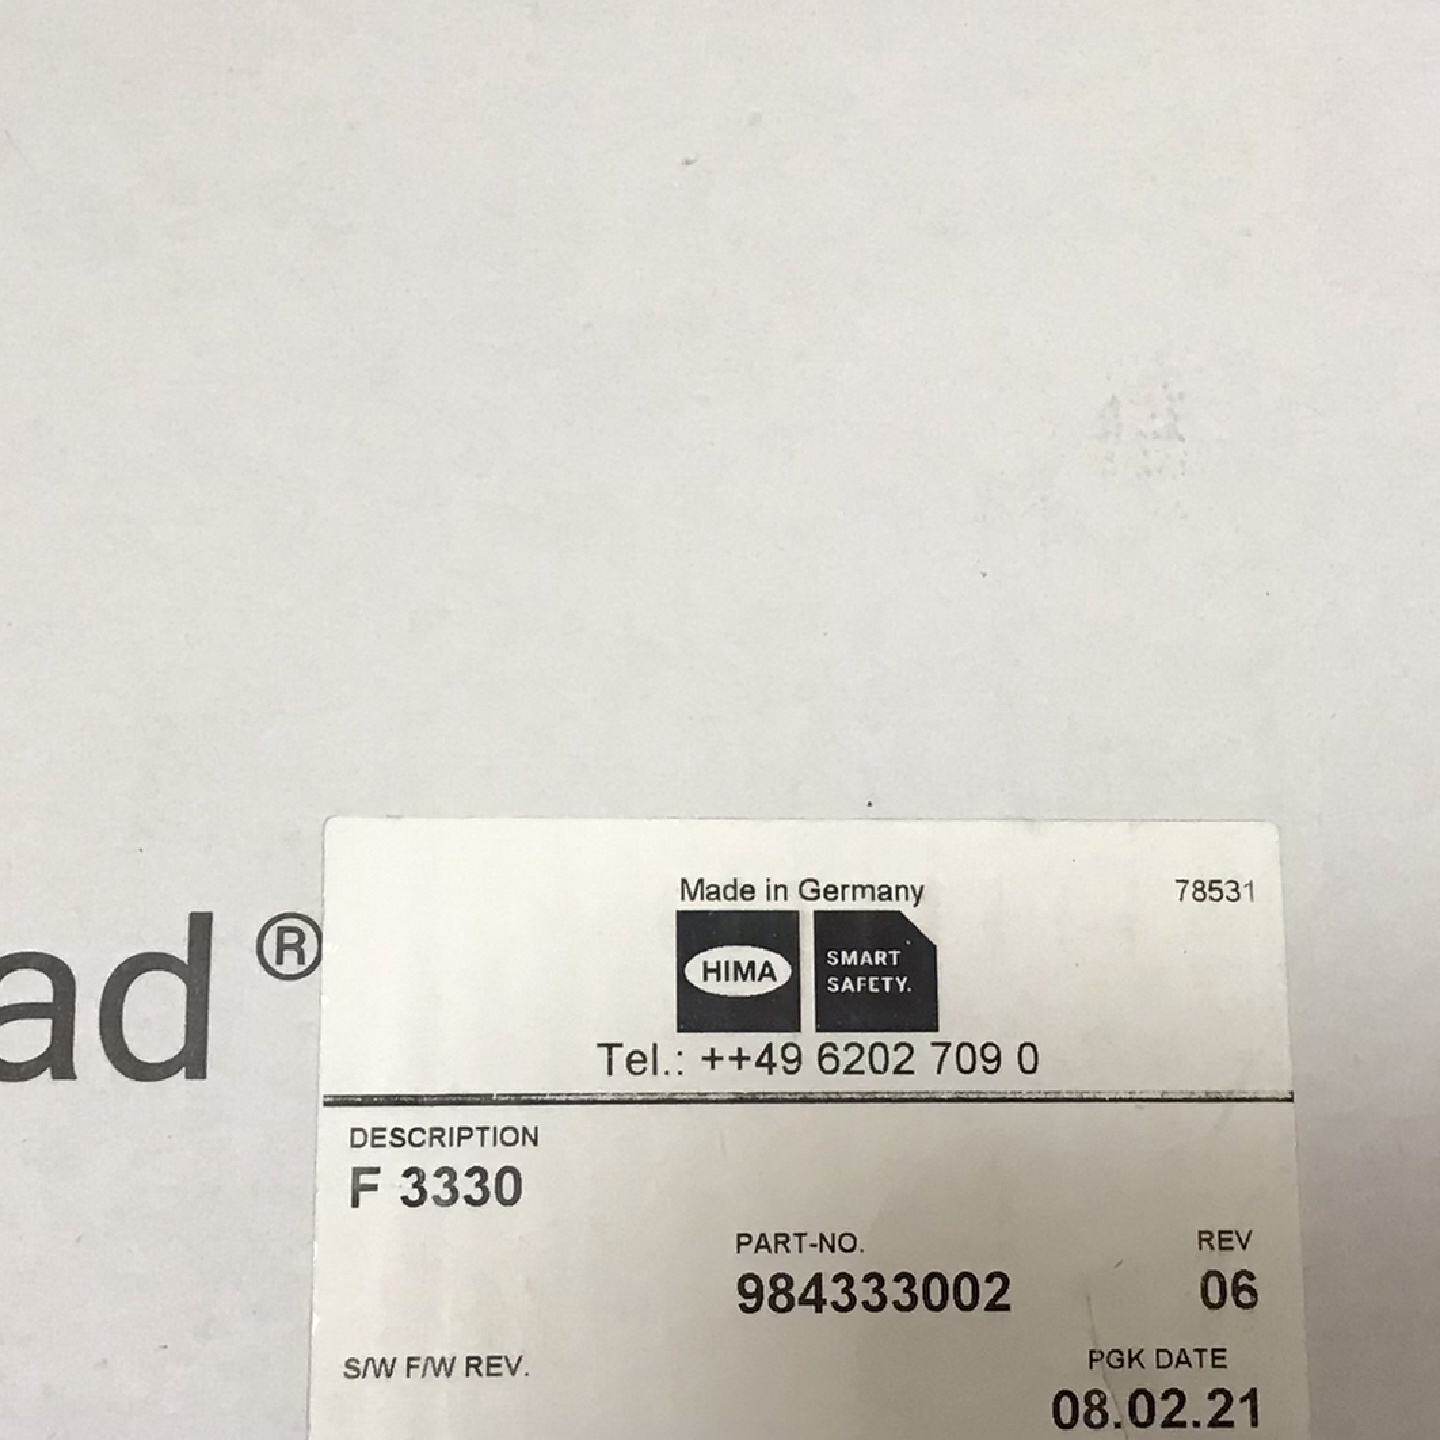 Made in Germany
78531
HIMA
SMART
SAFETY.
ad ®
Tel.: ++49 6202 709 0
DESCRIPTION
F 3330
PART-NO.
REV
984333002
06
S/W F/W REV.
PGK DATE
08.02.21